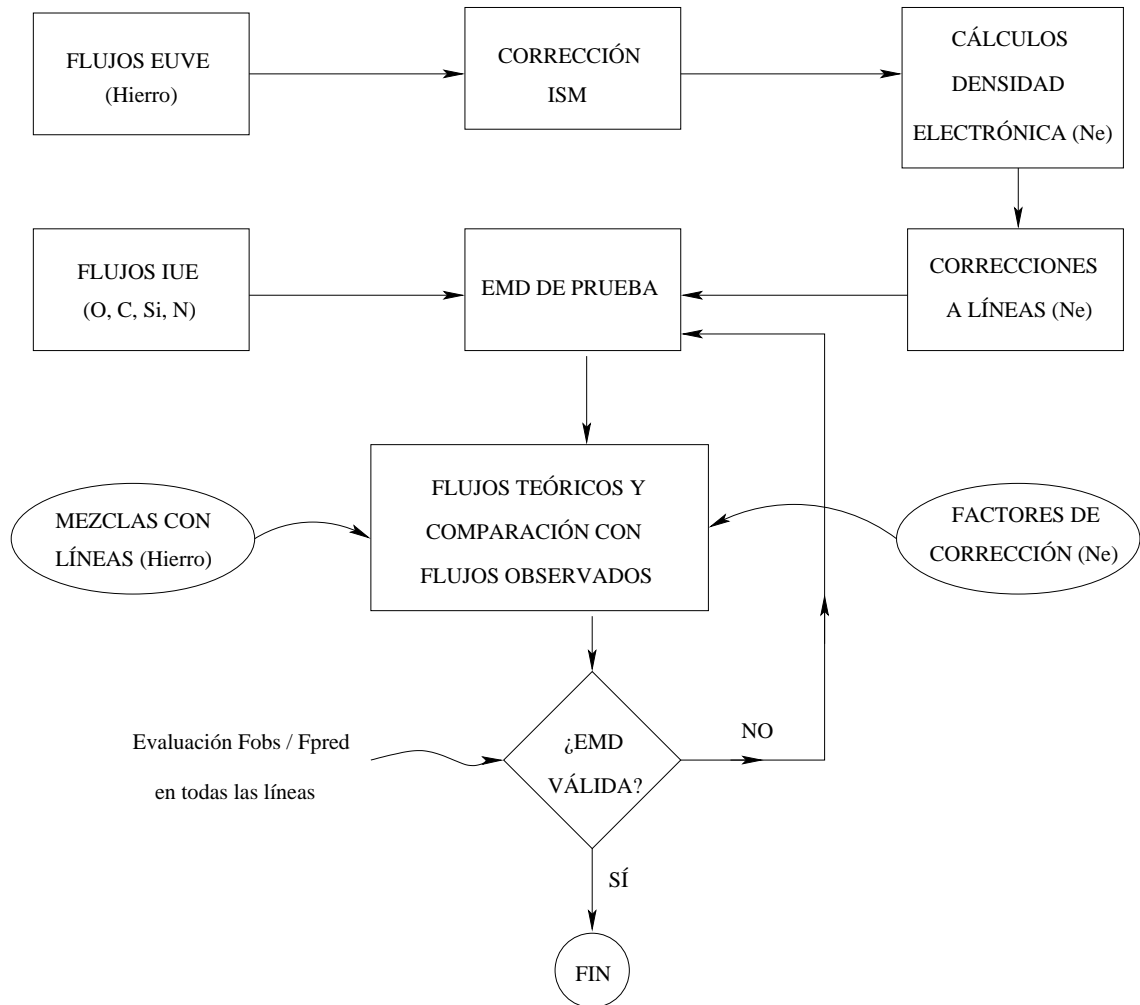 FLUJOS EUVE
(Hierro)
CORRECCIÓN
ISM
CÁLCULOS
DENSIDAD
ELECTRÓNICA (Ne)
FLUJOS IUE
(O, C, Si, N)
EMD DE PRUEBA
CORRECCIONES
A LÍNEAS (Ne)
MEZCLAS CON
LÍNEAS (Hierro)
FLUJOS TEÓRICOS Y
COMPARACIÓN CON
FLUJOS OBSERVADOS
FACTORES DE
CORRECCIÓN (Ne)
Evaluación Fobs / Fpred
en todas las líneas
¿EMD
VÁLIDA?
NO
SÍ
FIN